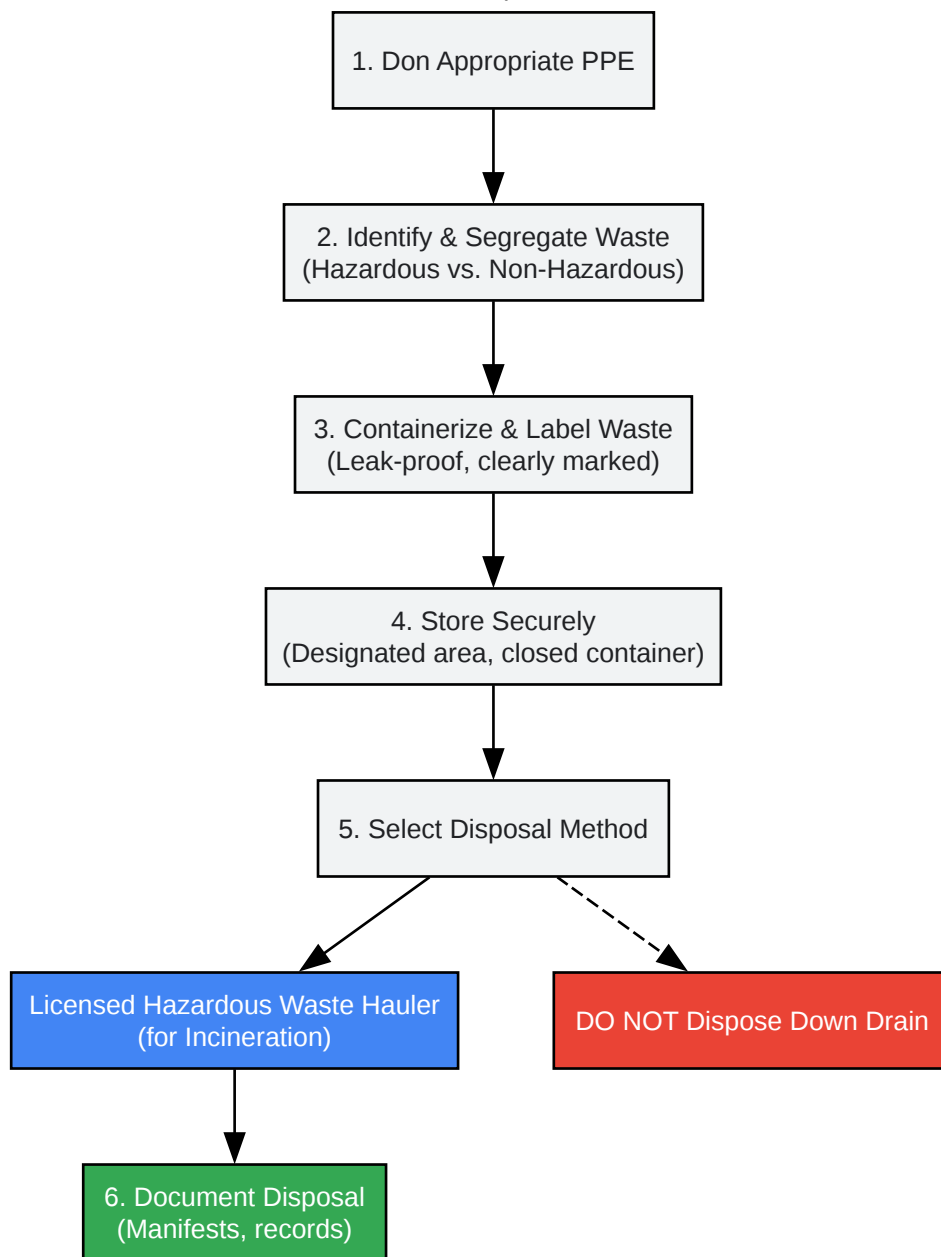 1. Don Appropriate PPE
2. Identify & Segregate Waste
(Hazardous vs. Non-Hazardous)
3. Containerize & Label Waste
(Leak-proof, clearly marked)
4. Store Securely
(Designated area, closed container)
5. Select Disposal Method
Licensed Hazardous Waste Hauler
(for Incineration)
DO NOT Dispose Down Drain
6. Document Disposal
(Manifests, records)